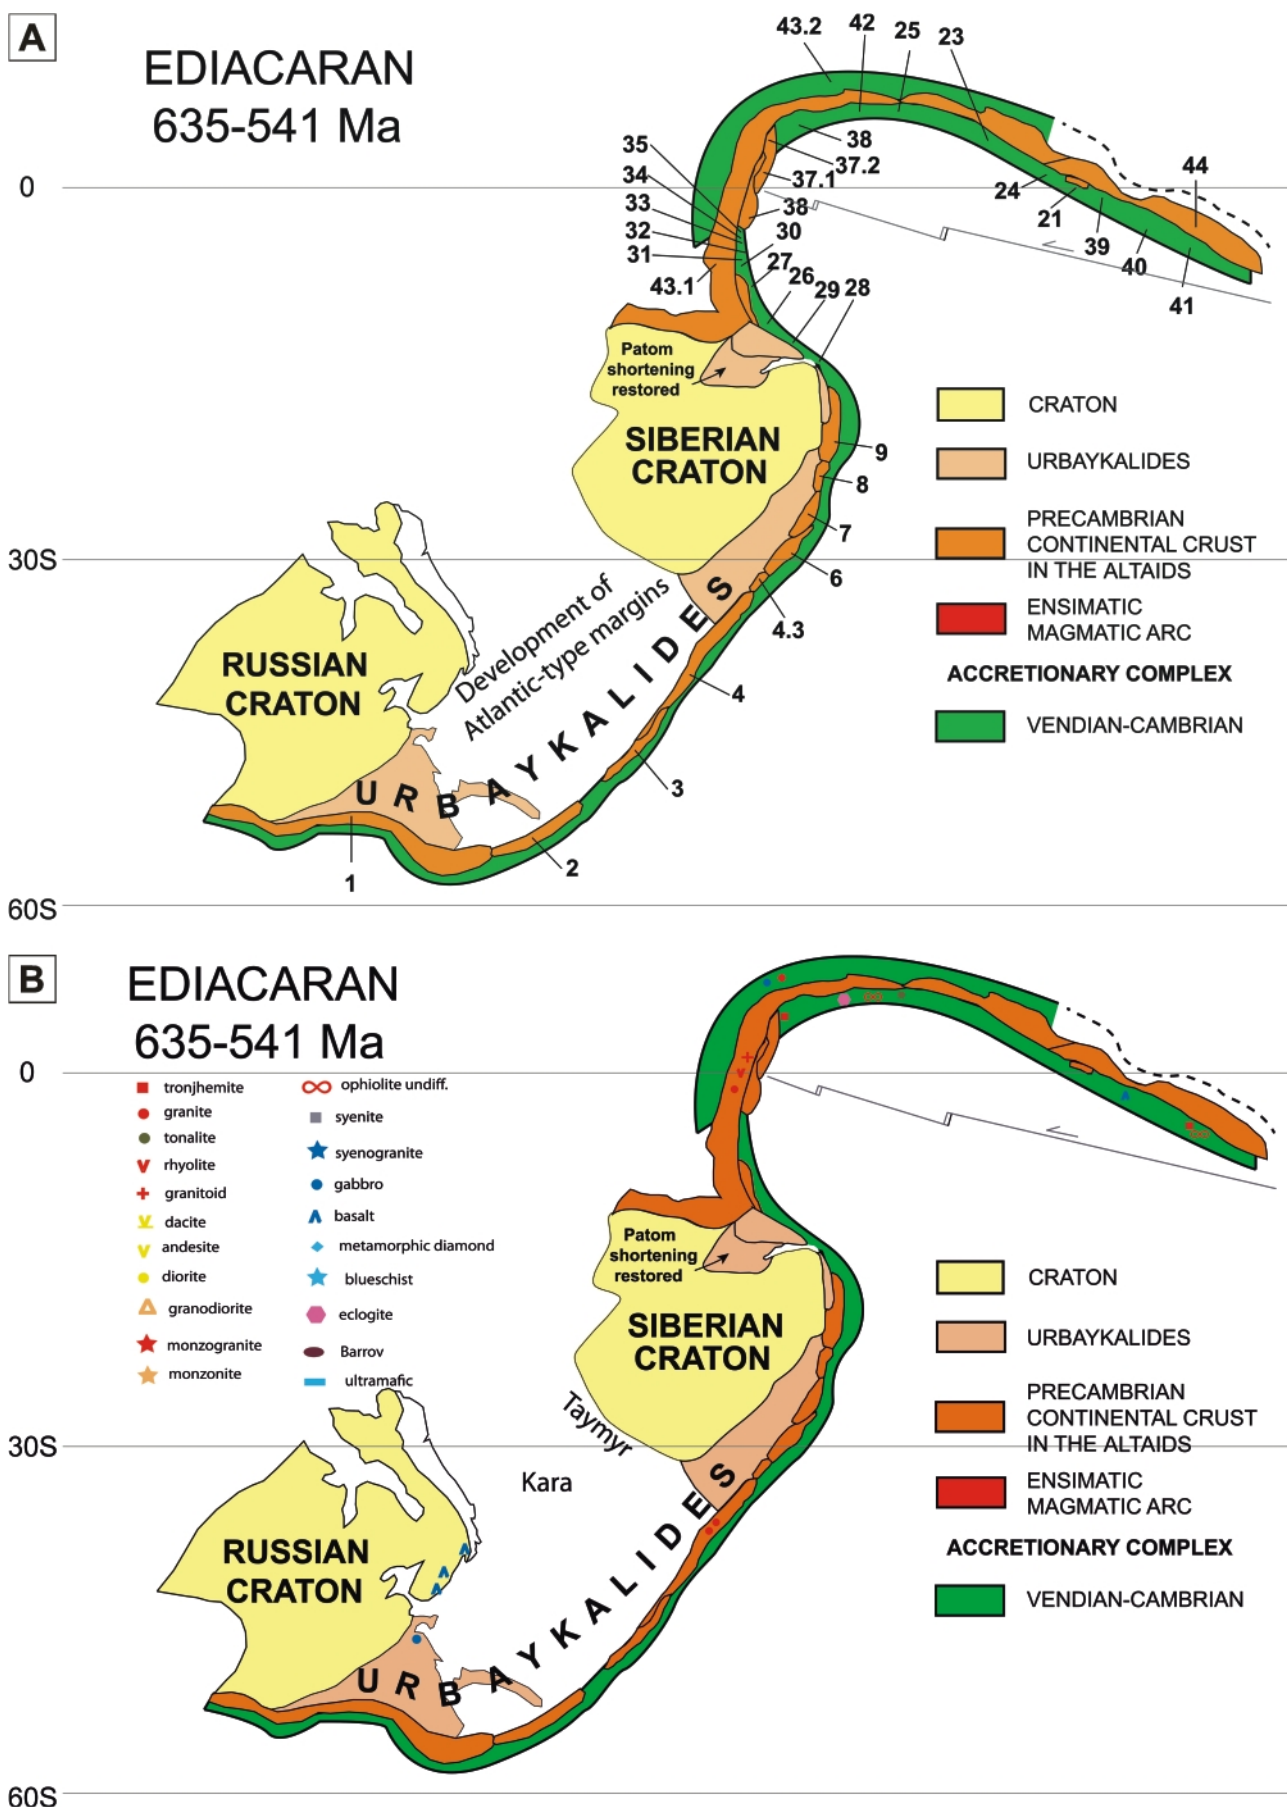 A
EDIACARAN
635-541 Ma
43.2
42
25
23
35
34
33
32
31
43.1
38
37.2
37.1
38
30
27
26
29
28
24
21
39
40
41
44
0
Patom
shortening
restored
SIBERIAN
CRATON
9
8
7
6
4.3
4
3
2
1
CRATON
URBAYKALIDES
PRECAMBRIAN
CONTINENTAL CRUST
IN THE ALTAIDS
ENSIMATIC
MAGMATIC ARC
ACCRETIONARY COMPLEX
VENDIAN-CAMBRIAN
30S
Development of
Atlantic-type margins
RUSSIAN
CRATON
URBAYKALIDES
60S
B
EDIACARAN
635-541 Ma
0
tronjhemite
granite
tonalite
rhyolite
granitoid
dacite
andesite
diorite
granodiorite
monzogranite
monzonite
ophiolite undiff.
syenite
syenogranite
gabbro
basalt
metamorphic diamond
blueschist
eclogite
Barrov
ultramafic
Patom
shortening
restored
SIBERIAN
CRATON
Taymyr
Kara
30S
RUSSIAN
CRATON
URBAYKALIDES
CRATON
URBAYKALIDES
PRECAMBRIAN
CONTINENTAL CRUST
IN THE ALTAIDS
ENSIMATIC
MAGMATIC ARC
ACCRETIONARY COMPLEX
VENDIAN-CAMBRIAN
60S